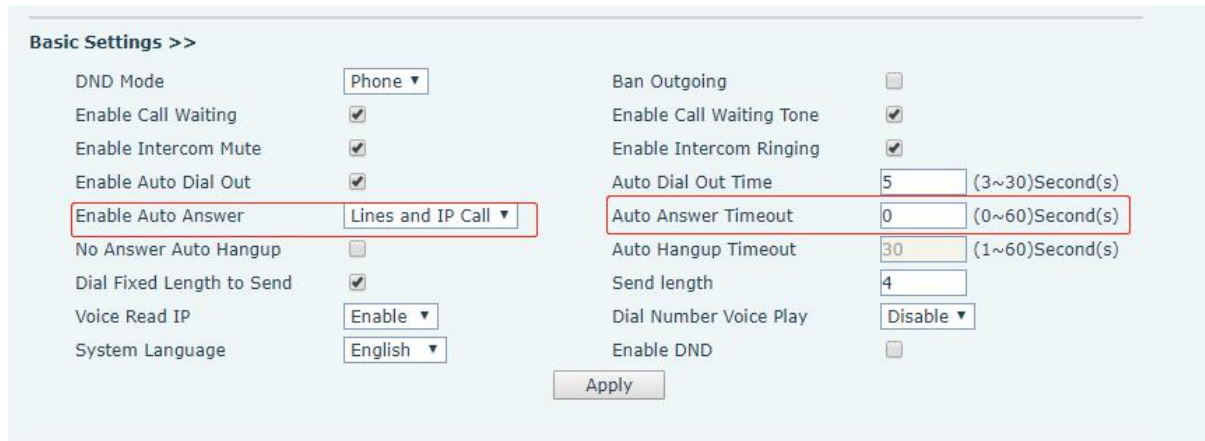 Basic Settings >>
DND Mode Phone ▼ Ban Outgoing
Enable Call Waiting Enable Call Waiting Tone
Enable Intercom Mute Enable Intercom Ringing
Enable Auto Dial Out Auto Dial Out Time 5 (3~30)Second(s)
Enable Auto Answer Lines and IP Call ▼ Auto Answer Timeout 0 (0~60)Second(s)
No Answer Auto Hangup Auto Hangup Timeout 30 (1~60)Second(s)
Dial Fixed Length to Send Send length 4
Voice Read IP Enable ▼ Dial Number Voice Play Disable ▼
System Language English ▼ Enable DND
Apply